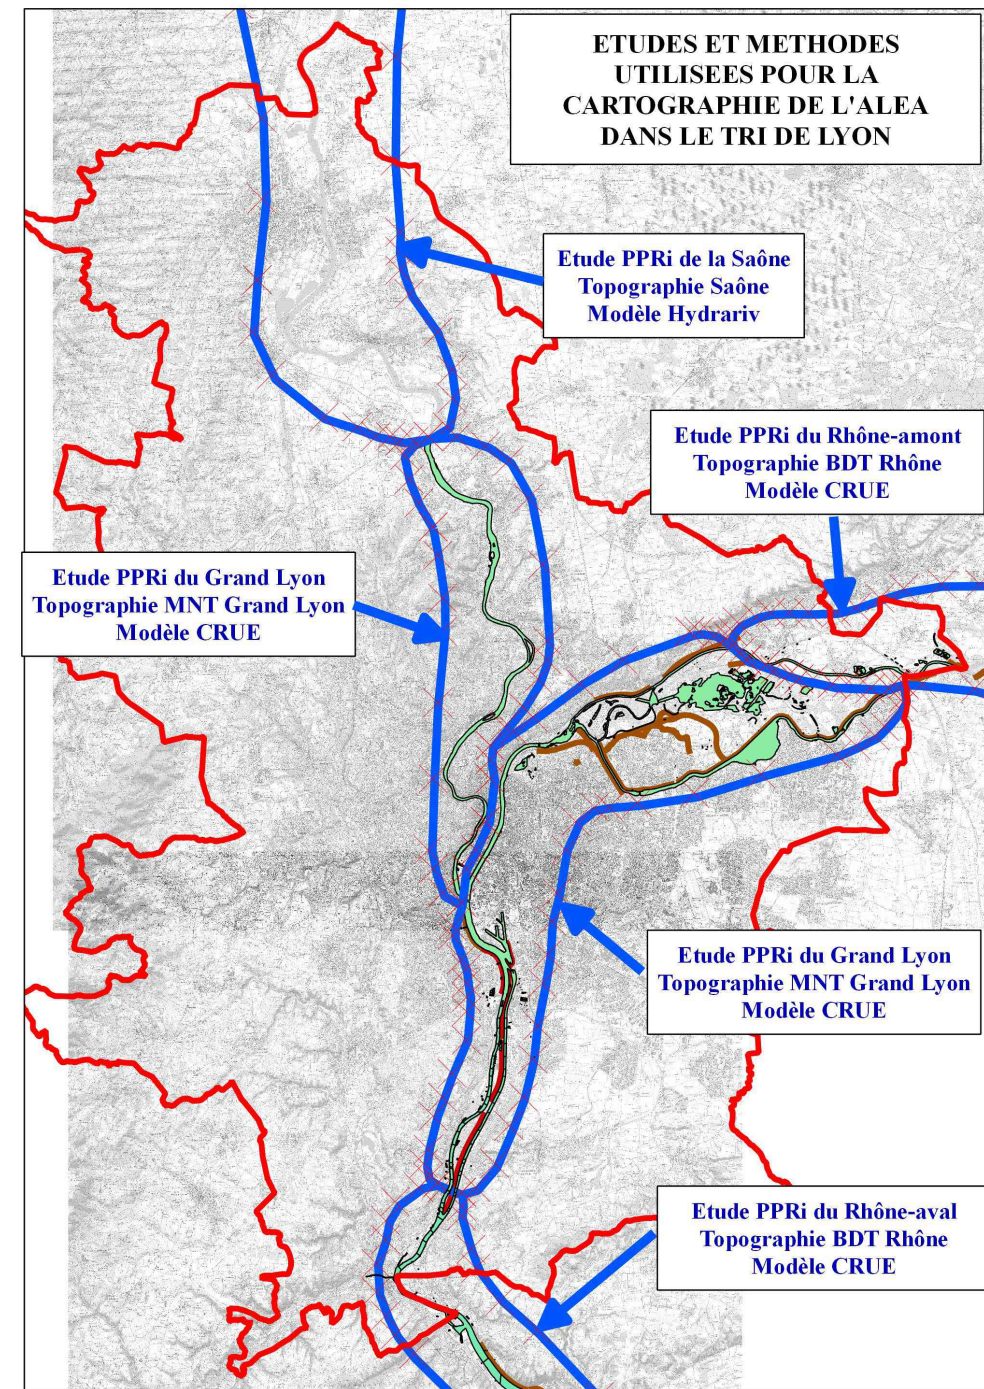 ETUDES ET METHODES
UTILISEES POUR LA
CARTOGRAPHIE DE L'ALEA
DANS LE TRI DE LYON
Etude PPRi de la Saône
Topographie Saône
Modèle Hydrariv
Etude PPRi du Rhône-amont
Topographie BDT Rhône
Modèle CRUE
Etude PPRi du Grand Lyon
Topographie MNT Grand Lyon
Modèle CRUE
Etude PPRi du Grand Lyon
Topographie MNT Grand Lyon
Modèle CRUE
Etude PPRi du Rhône-aval
Topographie BDT Rhône
Modèle CRUE